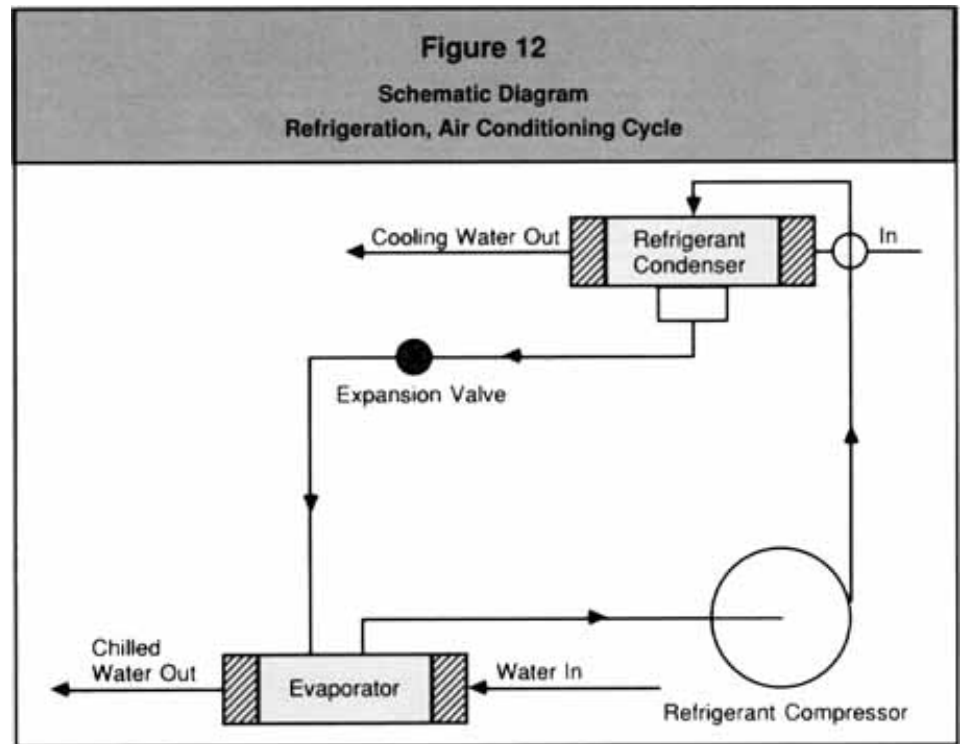 Figure 12
Schematic Diagram
Refrigeration, Air Conditioning Cycle
Cooling Water Out
Refrigerant
Condenser
In
Expansion Valve
Chilled
Water Out
Evaporator
Water In
Refrigerant Compressor